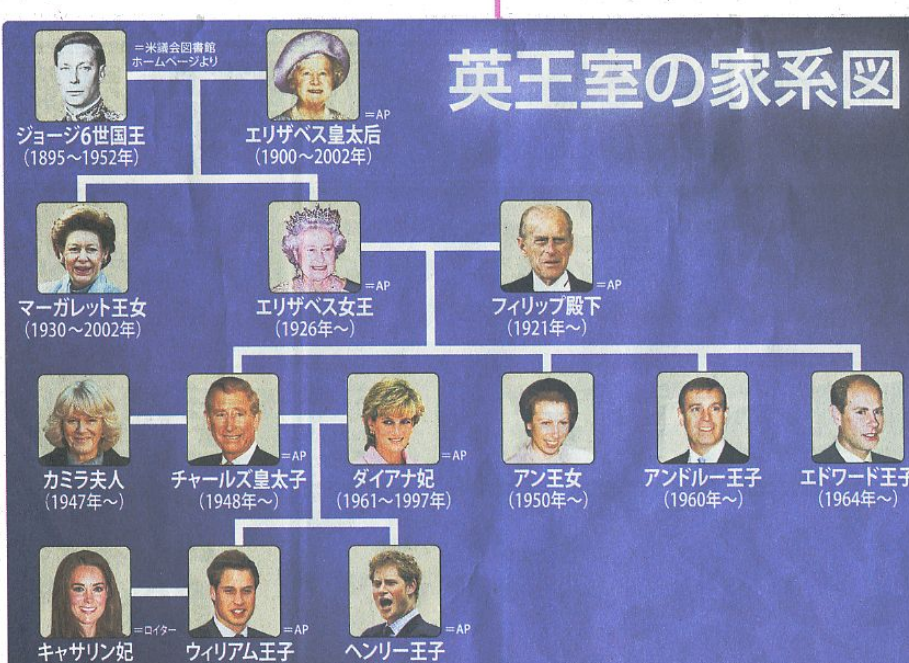 英王室の家系図
=米議会図書館
ホームページより
=AP
ジョージ6世国王
(1895〜1952年)
エリザベス皇太后
(1900〜2002年)
マーガレット王女
(1930〜2002年)
=AP
エリザベス女王
(1926年〜)
=AP
フィリップ殿下
(1921年〜)
カミラ夫人
(1947年〜)
=AP
チャールズ皇太子
(1948年〜)
=AP
ダイアナ妃
(1961〜1997年)
アン王女
(1950年〜)
アンドルー王子
(1960年〜)
エドワード王子
(1964年〜)
=ロイター
キャサリン妃
=AP
ウィリアム王子
=AP
ヘンリー王子